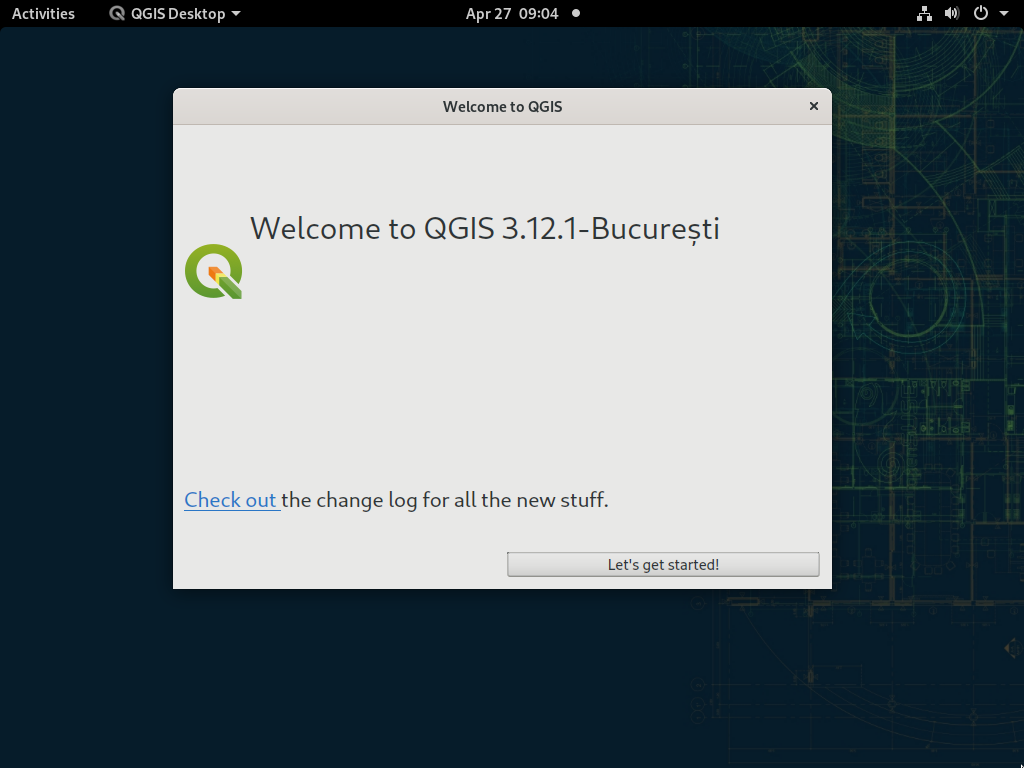 Activities QGIS Desktop Apr 27 09:04
Welcome to QGIS
Welcome to QGIS 3.12.1-București
Check out the change log for all the new stuff.
Let's get started!